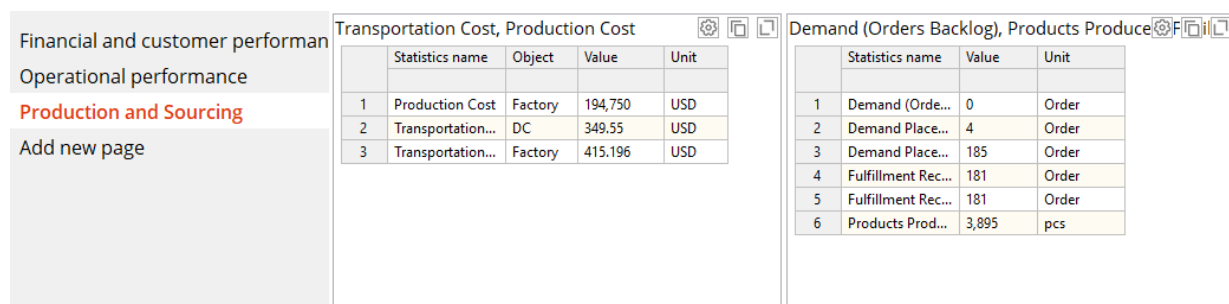 Financial and customer performan
Operational performance
Production and Sourcing
Add new page
Transportation Cost, Production Cost
Statistics name Object Value Unit
1 Production Cost Factory 194,750 USD
2 Transportation... DC 349.55 USD
3 Transportation... Factory 415.196 USD
Demand (Orders Backlog), Products Produce
Statistics name Value Unit
1 Demand (Orde... 0 Order
2 Demand Place... 4 Order
3 Demand Place... 185 Order
4 Fulfillment Rec... 181 Order
5 Fulfillment Rec... 181 Order
6 Products Prod... 3,895 pcs